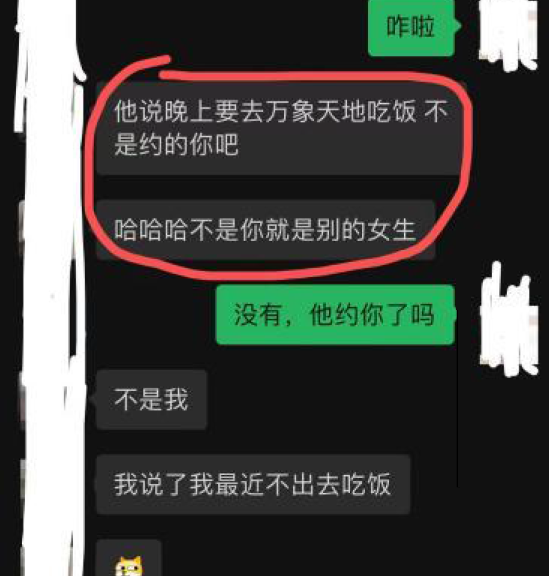 咋啦
他说晚上要去万象天地吃饭 不
是约的你吧
哈哈哈不是你就是别的女生
没有，他约你了吗
不是我
我说了我最近不出去吃饭